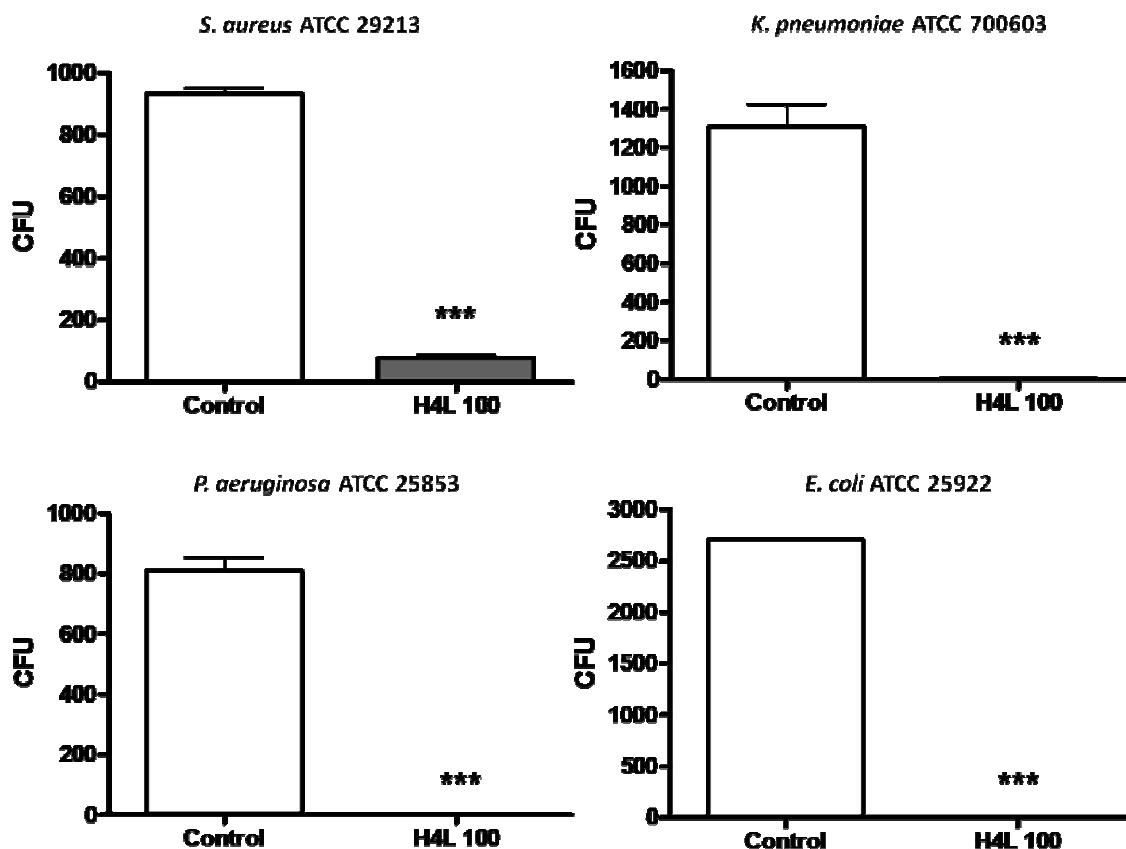 S. aureus ATCC 29213
1000
800
600
400
200
0
CFU
***
Control
H4L 100
K. pneumoniae ATCC 700603
1600
1400
1200
1000
800
600
400
200
0
***
Control
H4L 100
P. aeruginosa ATCC 25853
1000
800
600
400
200
0
CFU
***
Control
H4L 100
E. coli ATCC 25922
3000
2500
2000
1500
1000
500
0
CFU
***
Control
H4L 100